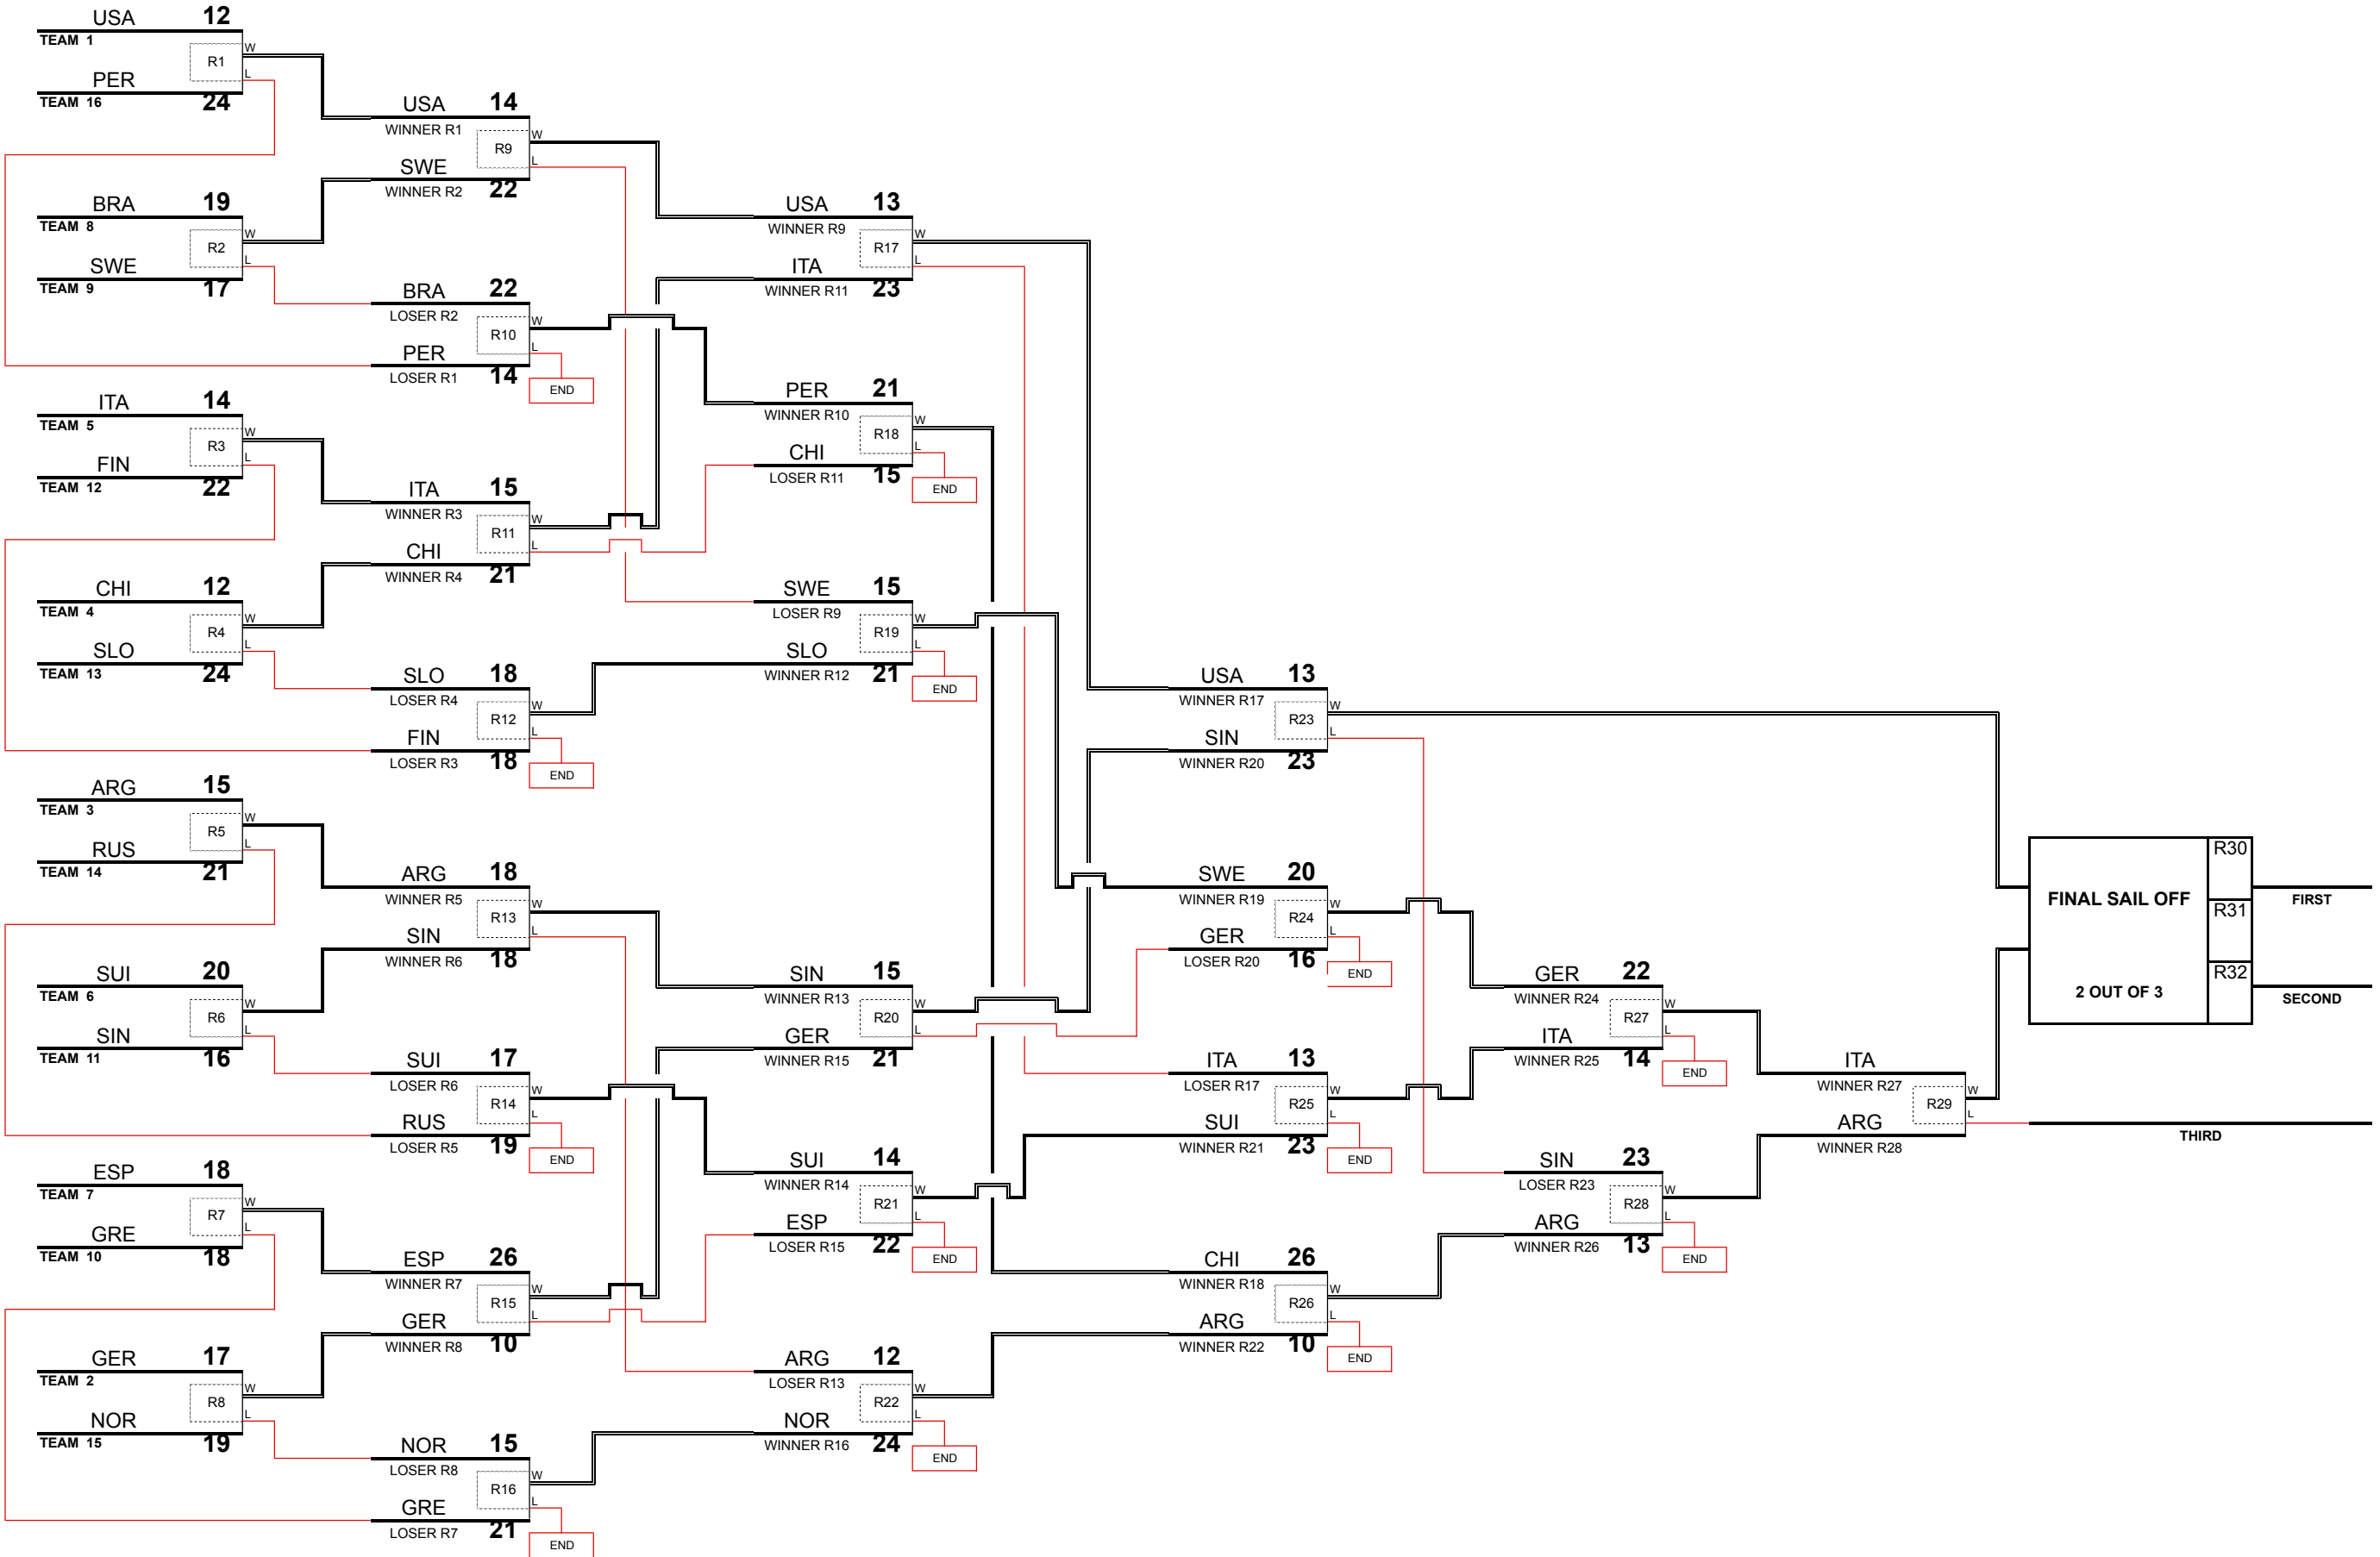 USA 12
TEAM 1
R1
W
L
PER
TEAM 16 24
BRA 19
TEAM 8
R2
W
L
SWE
TEAM 9 17
ITA 14
TEAM 5
R3
W
L
FIN
TEAM 12 22
CHI 12
TEAM 4
R4
W
L
SLO
TEAM 13 24
ARG 15
TEAM 3
R5
W
L
RUS
TEAM 14 21
SUI 20
TEAM 6
R6
W
L
SIN
TEAM 11 16
ESP 18
TEAM 7
R7
W
L
GRE
TEAM 10 18
GER 17
TEAM 2
R8
W
L
NOR
TEAM 15 19
USA 14
WINNER R1
R9
W
L
SWE
WINNER R2 22
BRA 22
LOSER R2
R10
W
L
PER
LOSER R1 14
END
ITA 15
WINNER R3
R11
W
L
CHI
WINNER R4 21
SLO 18
LOSER R4
R12
W
L
FIN
LOSER R3 18
END
ARG 18
WINNER R5
R13
W
L
SIN
WINNER R6 18
SUI 17
LOSER R6
R14
W
L
RUS
LOSER R5 19
END
ESP 26
WINNER R7
R15
W
L
GER
WINNER R8 10
NOR 15
LOSER R8
R16
W
L
GRE
LOSER R7 21
END
USA 13
WINNER R9
R17
W
L
ITA
WINNER R11 23
PER 21
WINNER R10
R18
W
L
CHI
LOSER R11 15
END
SWE 15
LOSER R9
R19
W
L
SLO
WINNER R12 21
END
SIN 15
WINNER R13
R20
W
L
GER
WINNER R15 21
SUI 14
WINNER R14
R21
W
L
ESP
LOSER R15 22
END
ARG 12
LOSER R13
R22
W
L
NOR
WINNER R16 24
END
USA 13
WINNER R17
R23
W
L
SIN
WINNER R20 23
SWE 20
WINNER R19
R24
W
L
GER
LOSER R20 16
END
ITA 13
LOSER R17
R25
W
L
SUI
WINNER R21 23
END
CHI 26
WINNER R18
R26
W
L
ARG
WINNER R22 10
END
GER 22
WINNER R24
R27
W
L
ITA
WINNER R25 14
END
SIN 23
LOSER R23
R28
W
L
ARG
WINNER R26 13
END
ITA
WINNER R27
R29
W
L
ARG
WINNER R28
FINAL SAIL OFF
2 OUT OF 3
R30
R31
R32
FIRST
SECOND
THIRD